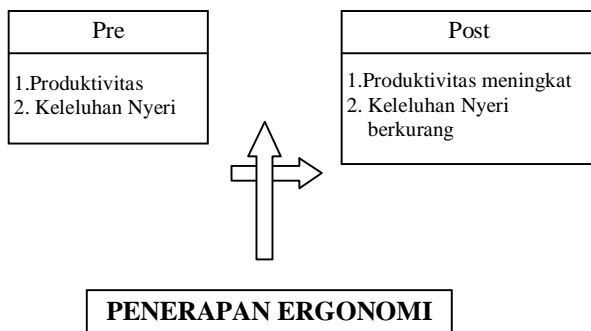 Pre
1.Produktivitas
2. Keleluhan Nyeri
Post
1.Produktivitas meningkat
2. Keleluhan Nyeri
berkurang
PENERAPAN ERGONOMI